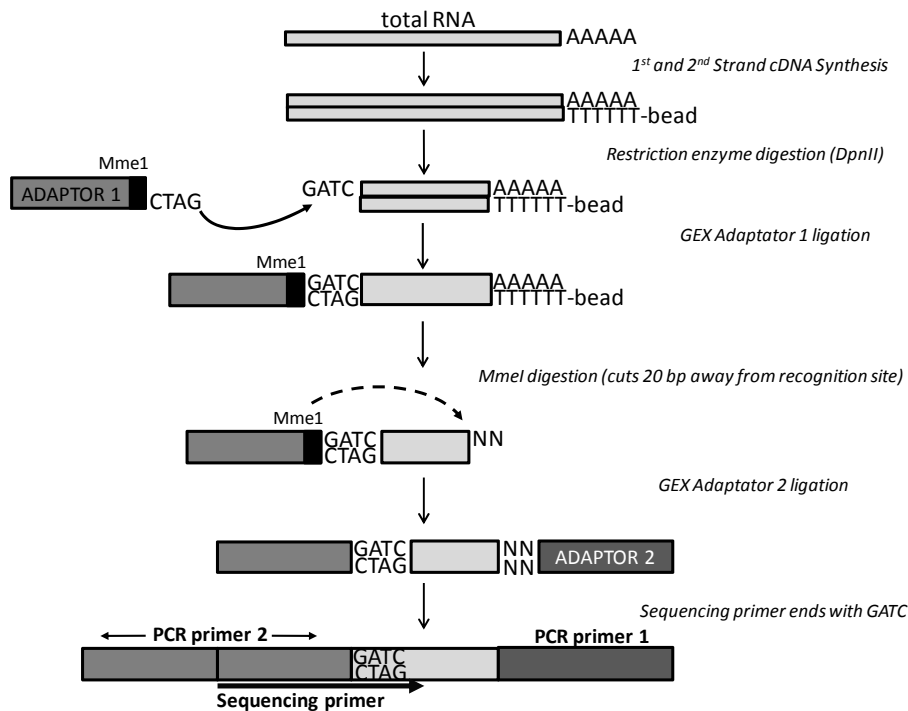 total RNA
AAAAA
1st and 2nd Strand cDNA Synthesis
AAAAA
TTTTTT-bead
Restriction enzyme digestion (DpnII)
Mme1
ADAPTOR 1
CTAG
GATC
AAAAA
TTTTTT-bead
GEX Adaptator 1 ligation
Mme1
GATC
CTAG
AAAAA
TTTTTT-bead
MmeI digestion (cuts 20 bp away from recognition site)
Mme1
GATC
CTAG
NN
GEX Adaptator 2 ligation
GATC
CTAG
NN
NN
ADAPTOR 2
Sequencing primer ends with GATC
PCR primer 2
PCR primer 1
GATC
CTAG
Sequencing primer